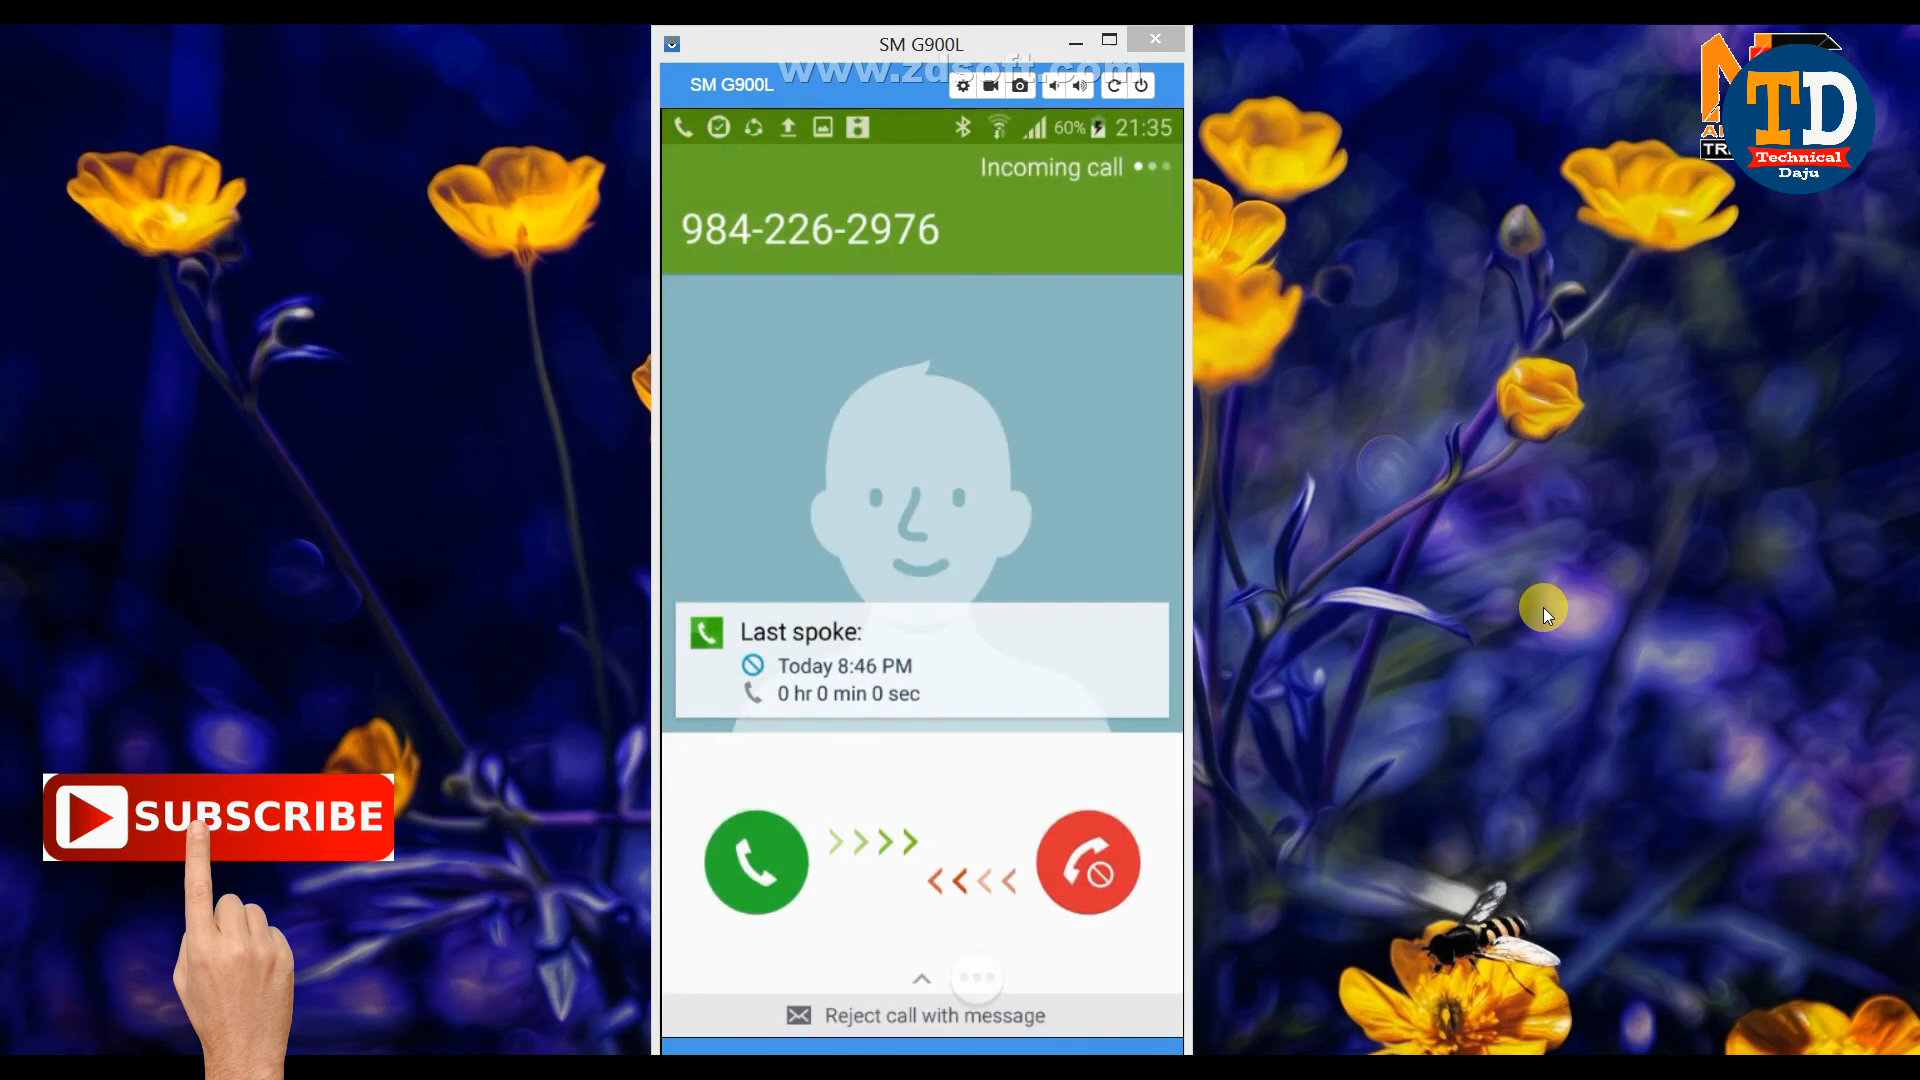 SM G900L
www.zdsoft.com
SM G900L
60% 21:35
Incoming call
984-226-2976
Last spoke:
Today 8:46 PM
0 hr 0 min 0 sec
Reject call with message
SUBSCRIBE
TD
Technical
Daju